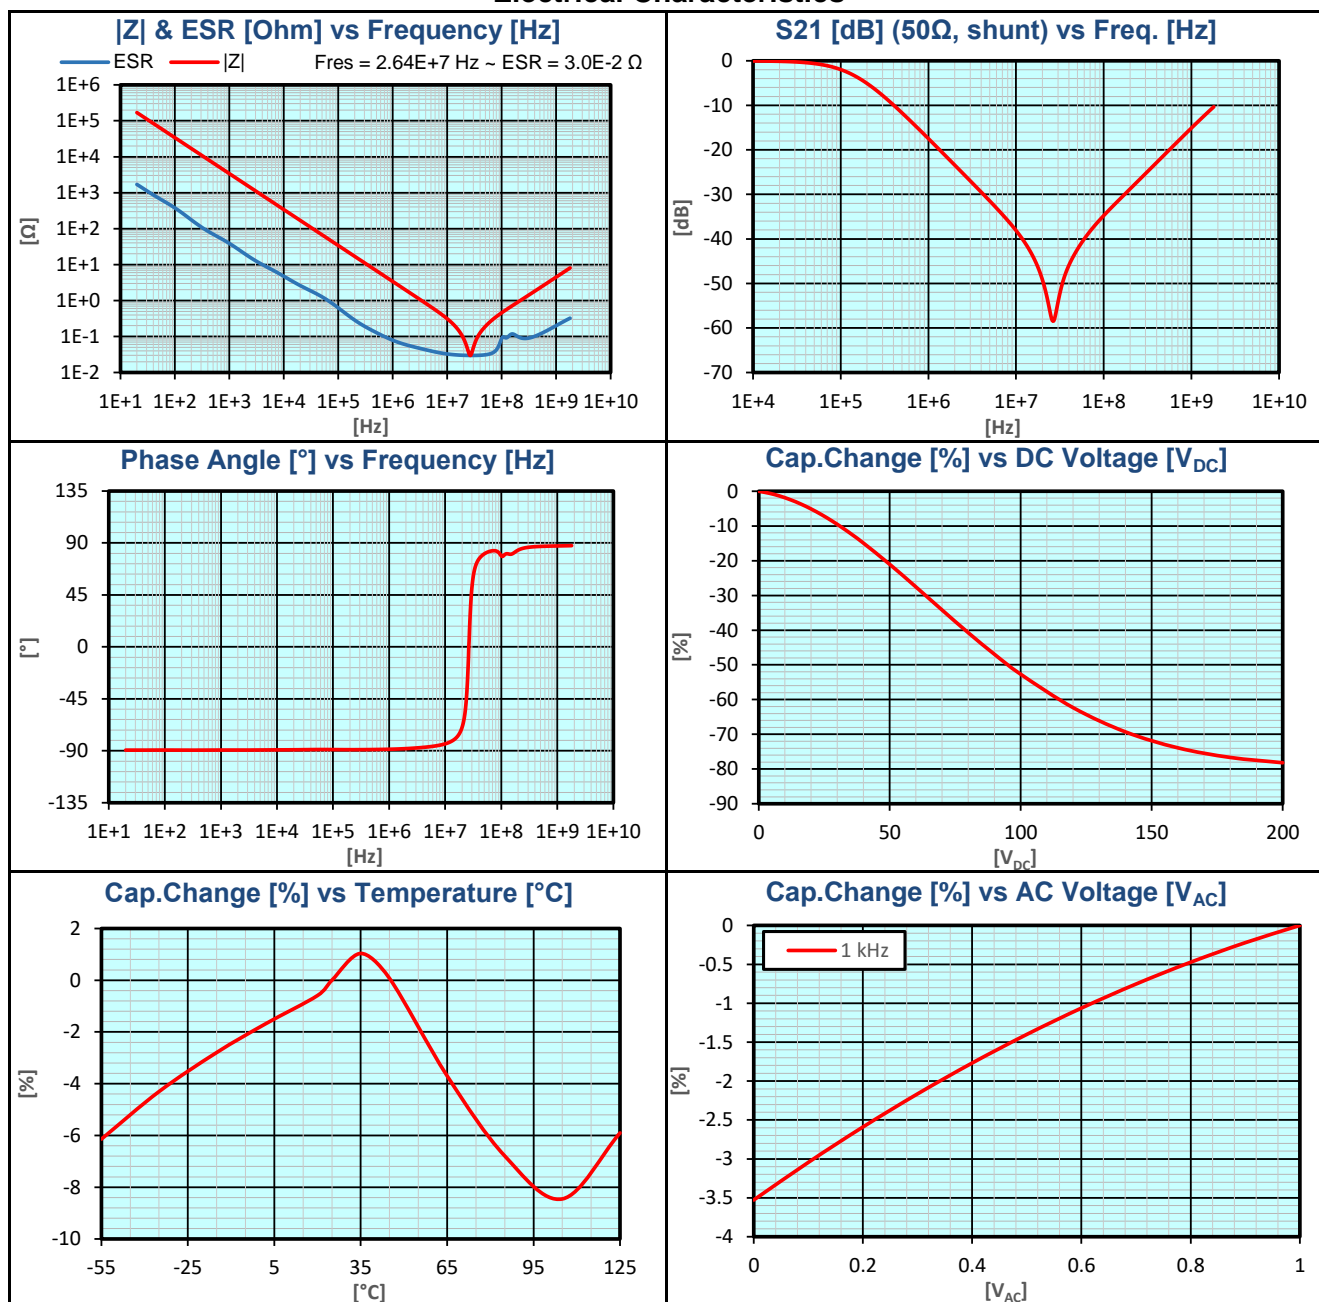 |Z| & ESR [Ohm] vs Frequency [Hz]
ESR |Z| Fres = 2.64E+7 Hz ~ ESR = 3.0E-2 Ω
1E+6
1E+5
1E+4
1E+3
1E+2
1E+1
1E+0
1E-1
1E-2
[Ω]
1E+1 1E+2 1E+3 1E+4 1E+5 1E+6 1E+7 1E+8 1E+9 1E+10
[Hz]
S21 [dB] (50Ω, shunt) vs Freq. [Hz]
0
-10
-20
-30
-40
-50
-60
-70
[dB]
1E+4 1E+5 1E+6 1E+7 1E+8 1E+9 1E+10
[Hz]
Phase Angle [°] vs Frequency [Hz]
135
90
45
0
-45
-90
-135
[°]
1E+1 1E+2 1E+3 1E+4 1E+5 1E+6 1E+7 1E+8 1E+9 1E+10
[Hz]
Cap.Change [%] vs DC Voltage [VDC]
0
-10
-20
-30
-40
-50
-60
-70
-80
-90
[%]
0 50 100 150 200
[VDC]
Cap.Change [%] vs Temperature [°C]
2
0
-2
-4
-6
-8
-10
[%]
-55 -25 5 35 65 95 125
[°C]
Cap.Change [%] vs AC Voltage [VAC]
1 kHz
0
-0.5
-1
-1.5
-2
-2.5
-3
-3.5
-4
[%]
0 0.2 0.4 0.6 0.8 1
[VAC]